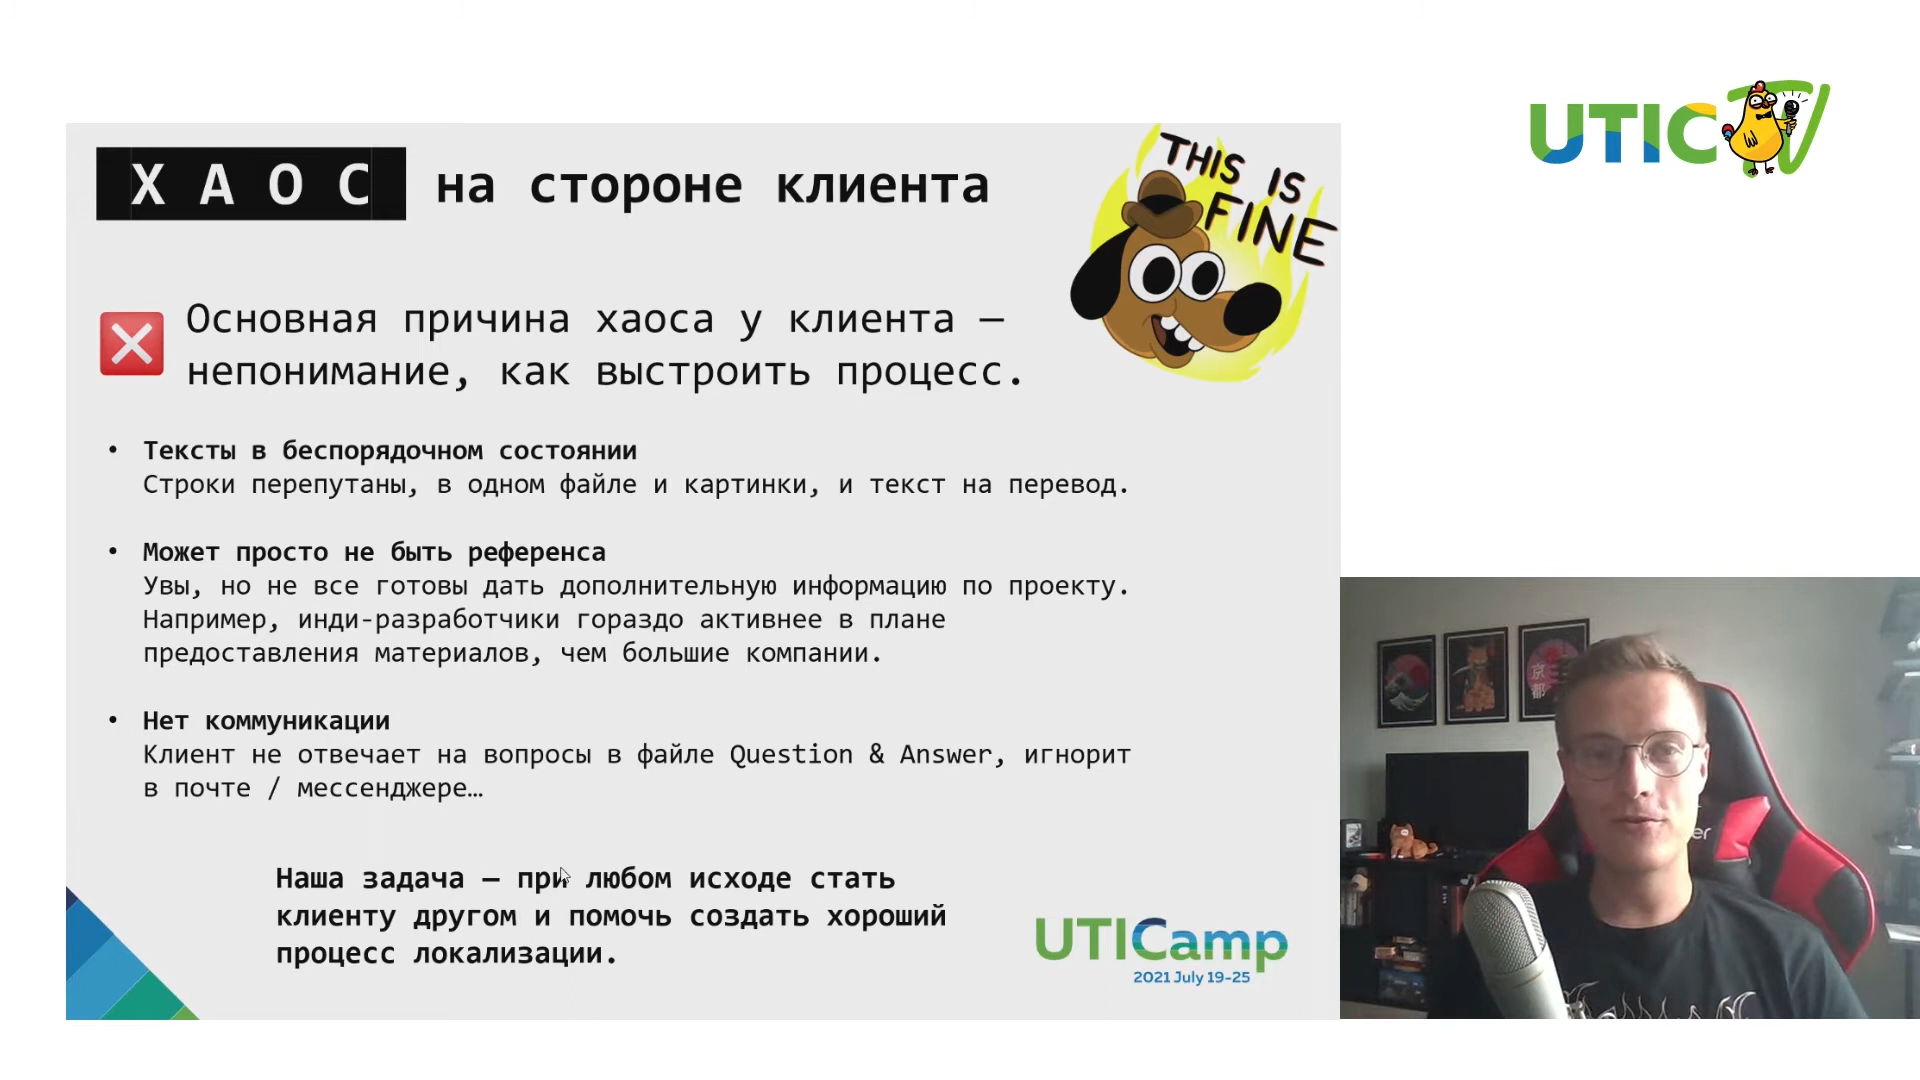 UTIC TV
ХАОС на стороне клиента
THIS IS
FINE
Основная причина хаоса у клиента –
непонимание, как выстроить процесс.
• Тексты в беспорядочном состоянии
Строки перепутаны, в одном файле и картинки, и текст на перевод.
• Может просто не быть референса
Увы, но не все готовы дать дополнительную информацию по проекту.
Например, инди-разработчики гораздо активнее в плане
предоставления материалов, чем большие компании.
• Нет коммуникации
Клиент не отвечает на вопросы в файле Question & Answer, игнорит
в почте / мессенджере…
Наша задача – при любом исходе стать
клиенту другом и помочь создать хороший
процесс локализации.
UTICamp
2021 July 19-25
京
都
er